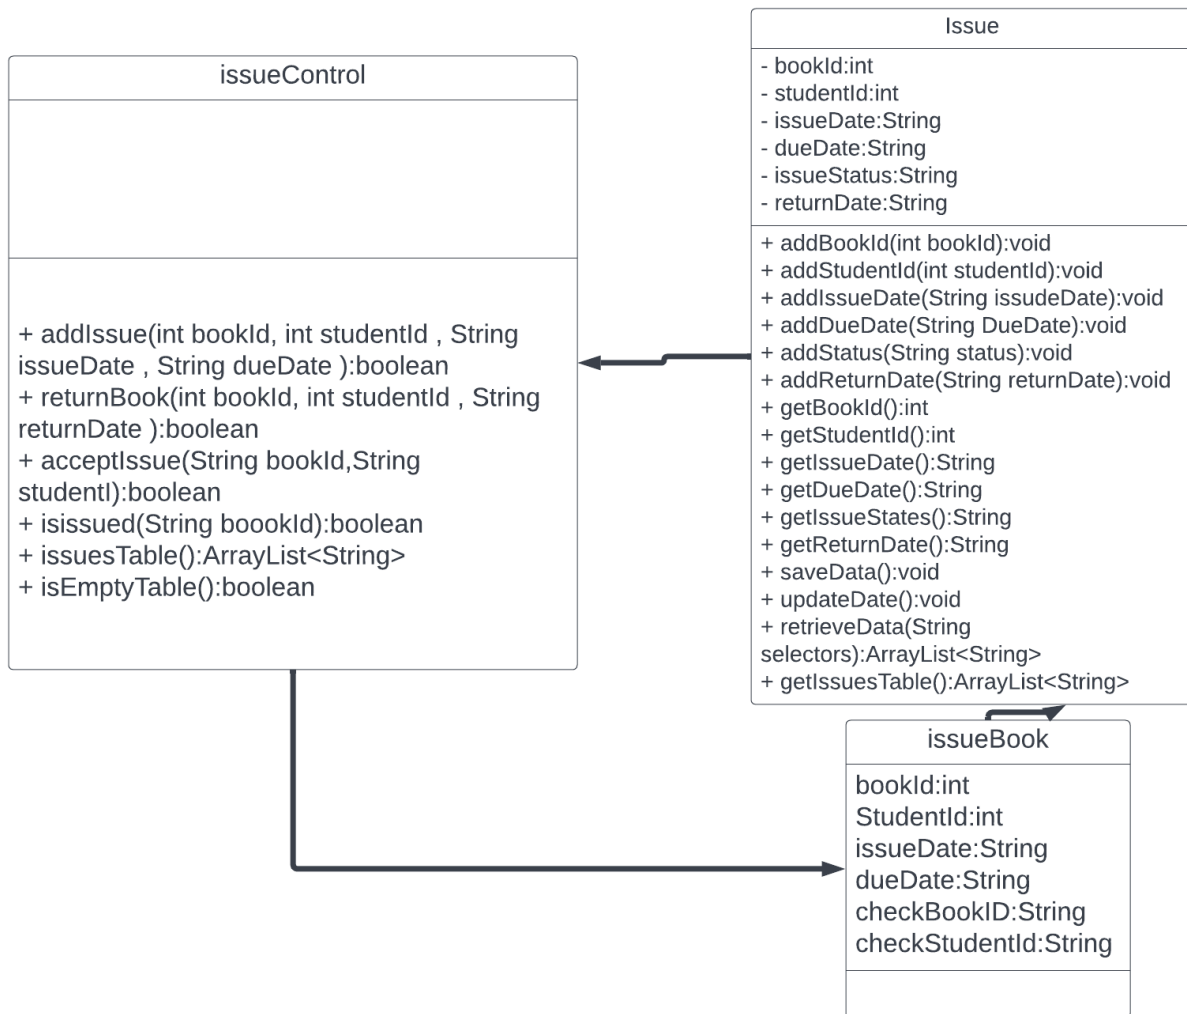 issueControl
+ addIssue(int bookId, int studentId , String
issueDate , String dueDate ):boolean
+ returnBook(int bookId, int studentId , String
returnDate ):boolean
+ acceptIssue(String bookId,String
studentI):boolean
+ isissued(String boookId):boolean
+ issuesTable():ArrayList<String>
+ isEmptyTable():boolean
Issue
- bookId:int
- studentId:int
- issueDate:String
- dueDate:String
- issueStatus:String
- returnDate:String
+ addBookId(int bookId):void
+ addStudentId(int studentId):void
+ addIssueDate(String issudeDate):void
+ addDueDate(String DueDate):void
+ addStatus(String status):void
+ addReturnDate(String returnDate):void
+ getBookId():int
+ getStudentId():int
+ getIssueDate():String
+ getDueDate():String
+ getIssueStates():String
+ getReturnDate():String
+ saveData():void
+ updateDate():void
+ retrieveData(String
selectors):ArrayList<String>
+ getIssuesTable():ArrayList<String>
issueBook
bookId:int
StudentId:int
issueDate:String
dueDate:String
checkBookID:String
checkStudentId:String